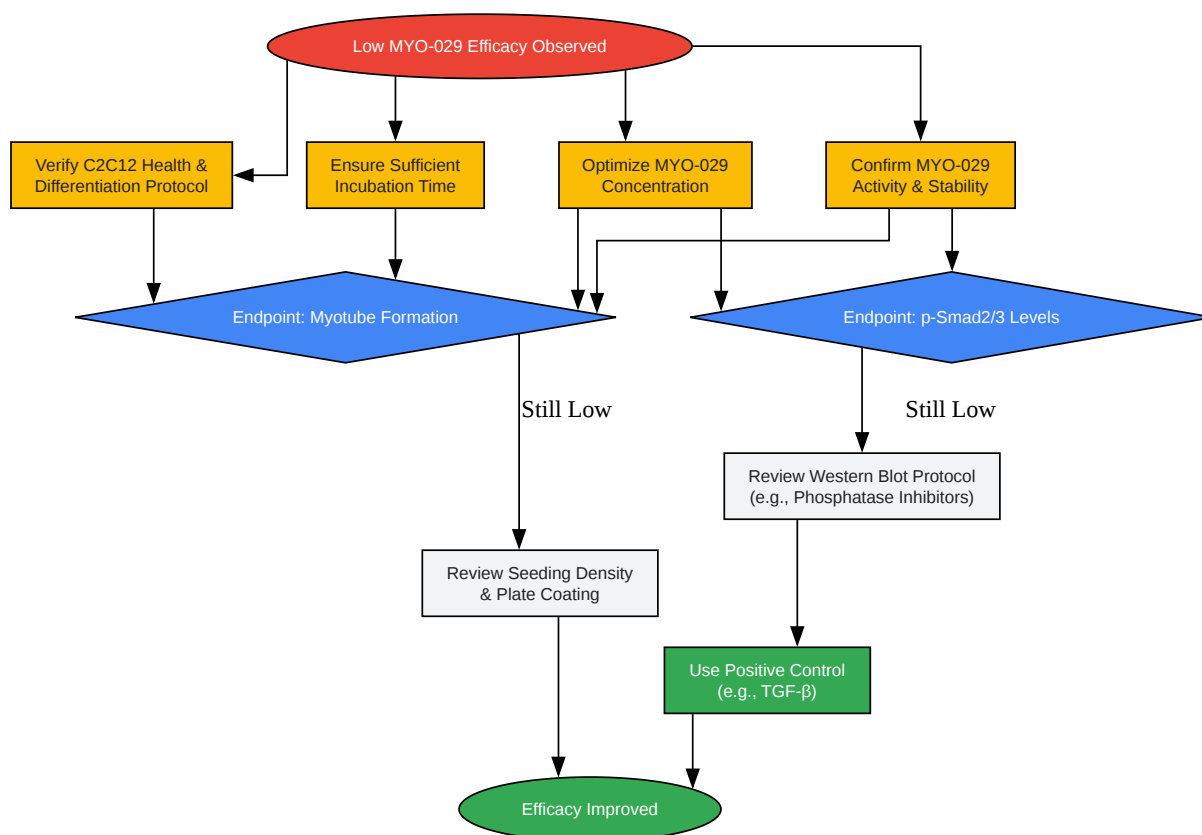 Low MYO-029 Efficacy Observed
Verify C2C12 Health &
Differentiation Protocol
Ensure Sufficient
Incubation Time
Optimize MYO-029
Concentration
Confirm MYO-029
Activity & Stability
Endpoint: Myotube Formation
Endpoint: p-Smad2/3 Levels
Still Low
Still Low
Review Western Blot Protocol
(e.g., Phosphatase Inhibitors)
Review Seeding Density
& Plate Coating
Use Positive Control
(e.g., TGF-β)
Efficacy Improved